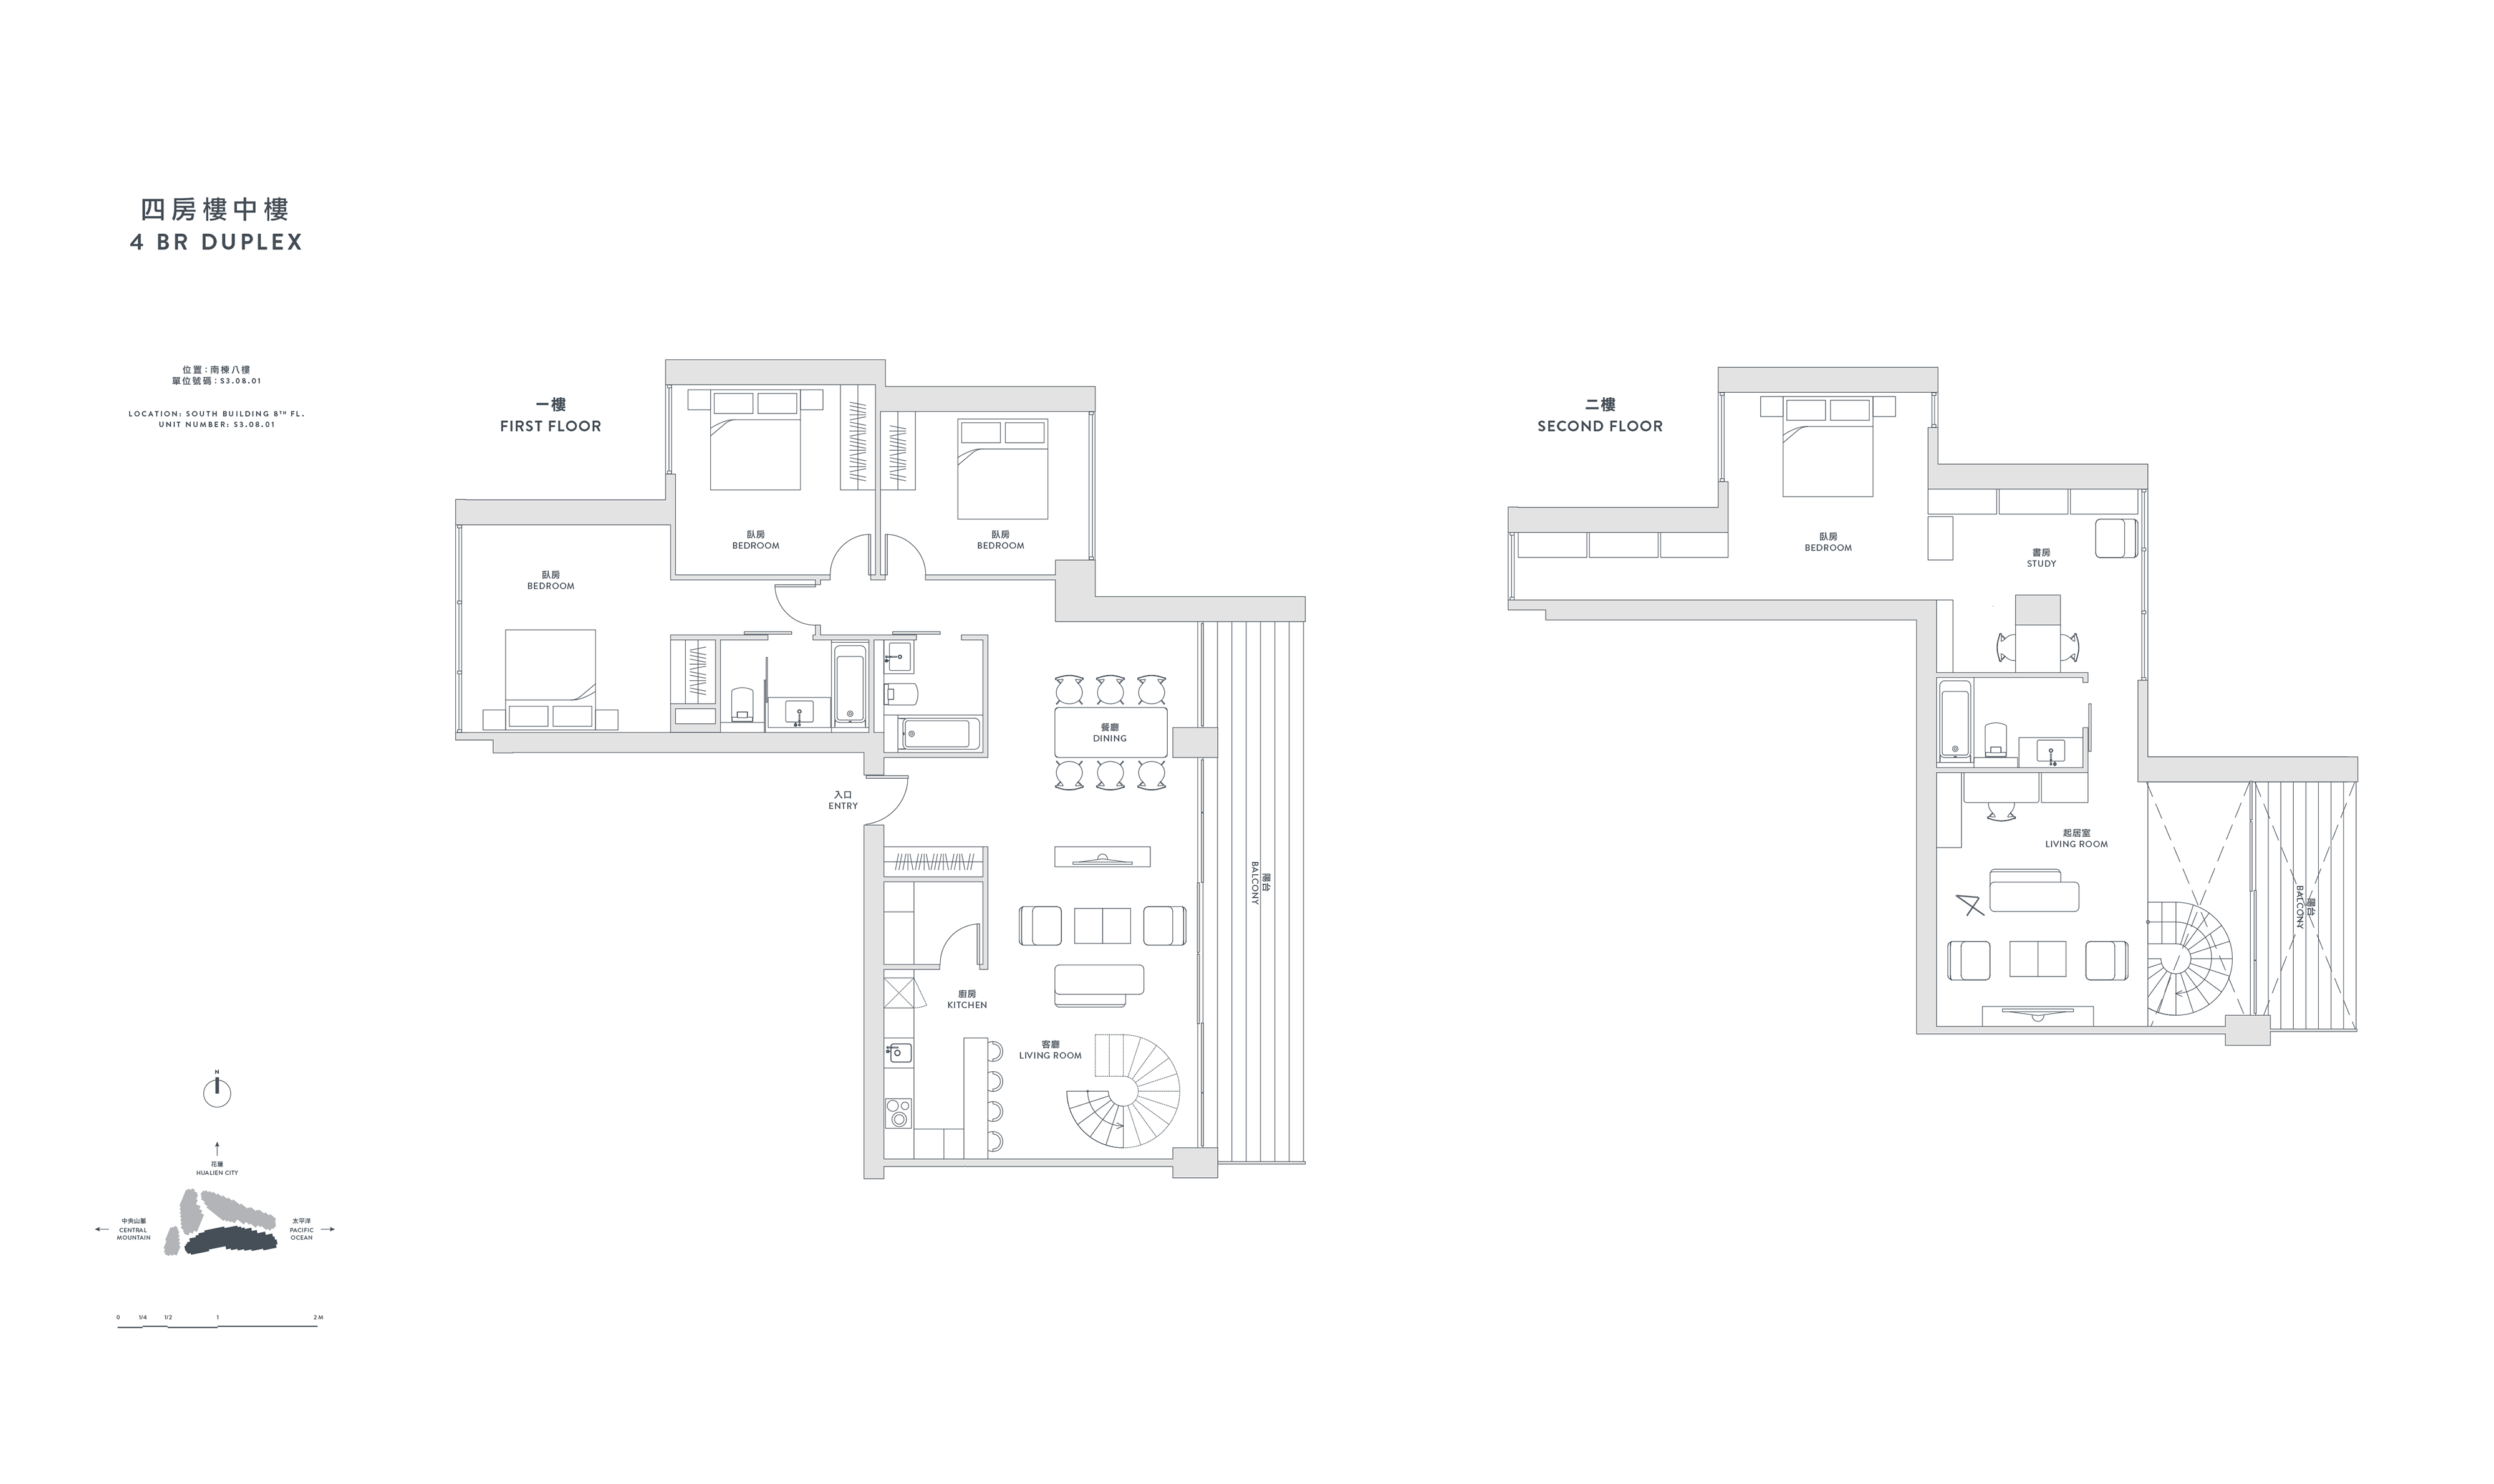 四房樓中樓
4 BR DUPLEX
位置：南棟八樓
單位號碼：S3.08.01
LOCATION: SOUTH BUILDING 8TH FL.
UNIT NUMBER: S3.08.01
一樓
FIRST FLOOR
臥房
BEDROOM
臥房
BEDROOM
臥房
BEDROOM
餐廳
DINING
入口
ENTRY
陽台
BALCONY
廚房
KITCHEN
客廳
LIVING ROOM
二樓
SECOND FLOOR
臥房
BEDROOM
書房
STUDY
起居室
LIVING ROOM
陽台
BALCONY
N
花蓮
HUALIEN CITY
中央山脈
CENTRAL
MOUNTAIN
太平洋
PACIFIC
OCEAN
0 1/4 1/2 1 2 M